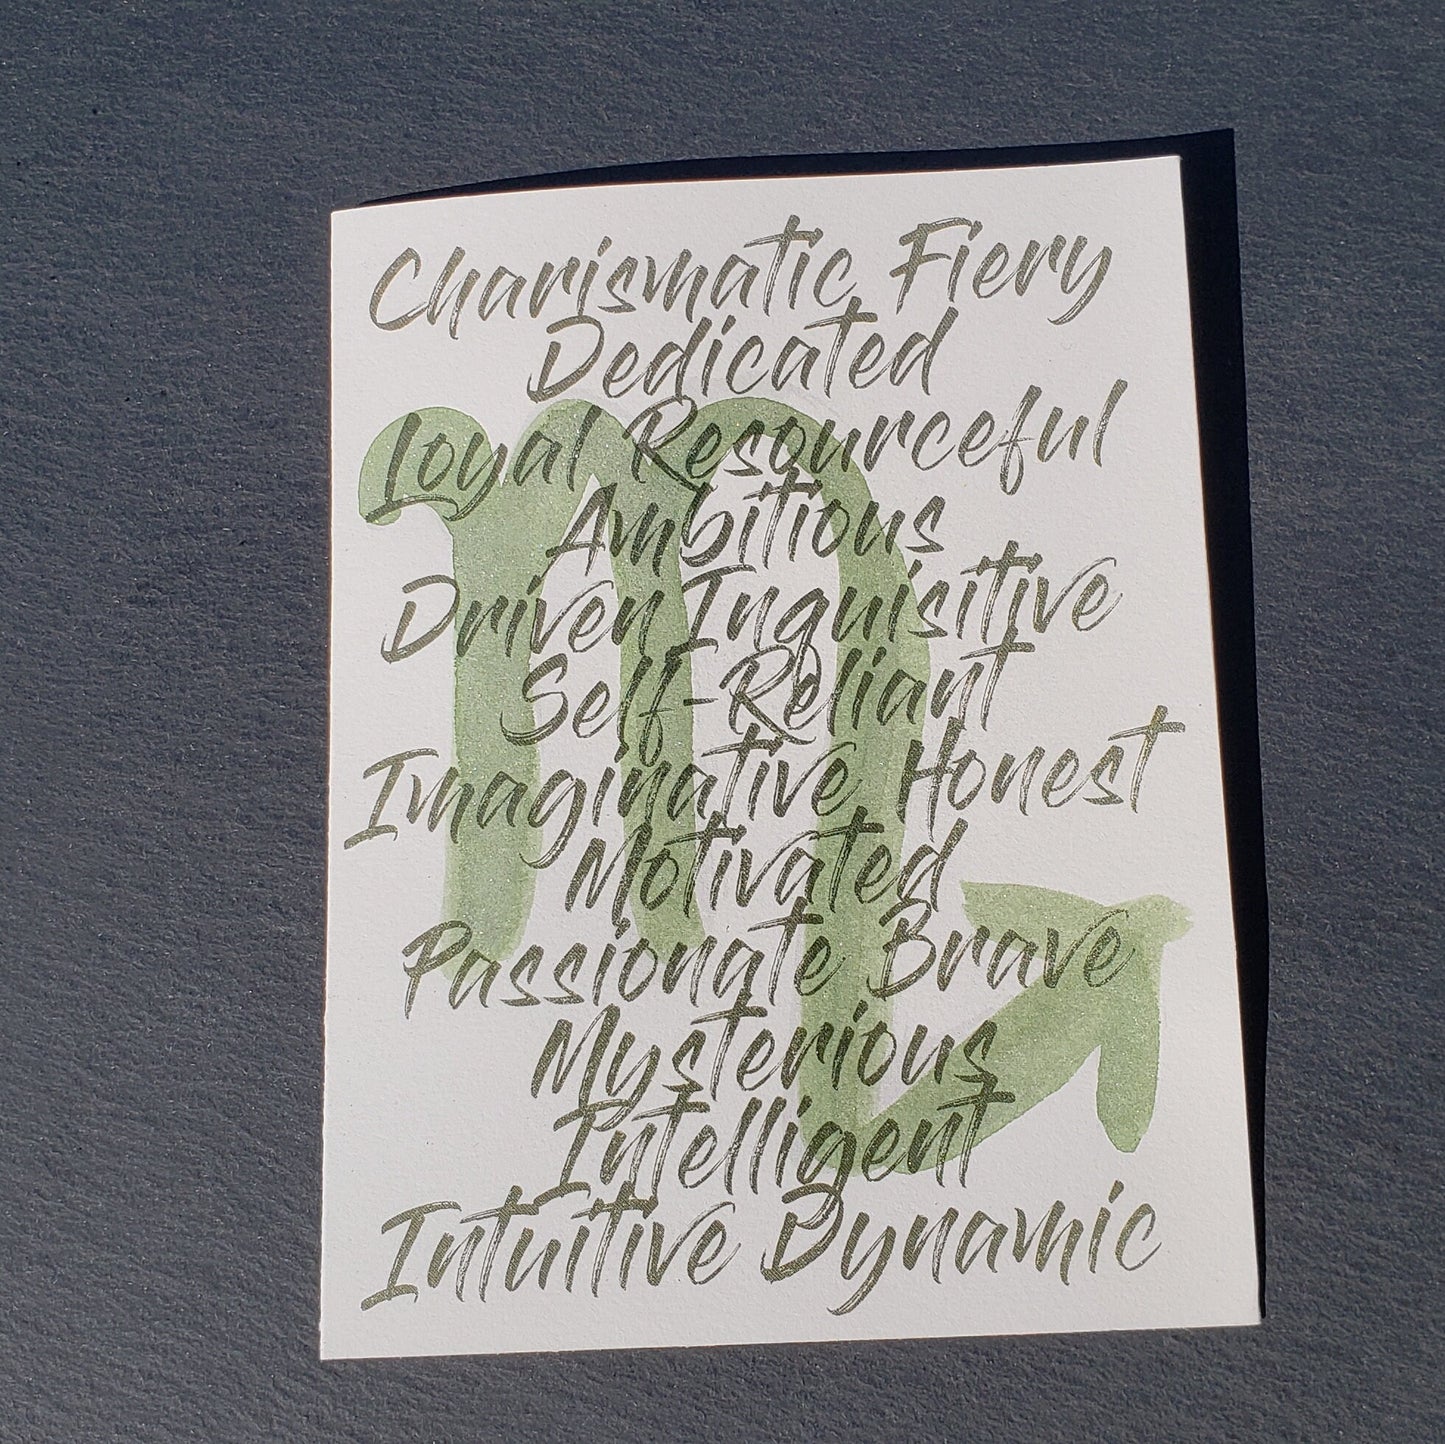 Charismatic Fiery
Dedicated
Loyal Resourceful
Ambitious
Driven Inquisitive
Self-Reliant
Imaginative Honest
Motivated
Passionate Brave
Mysterious
Intelligent
Intuitive Dynamic